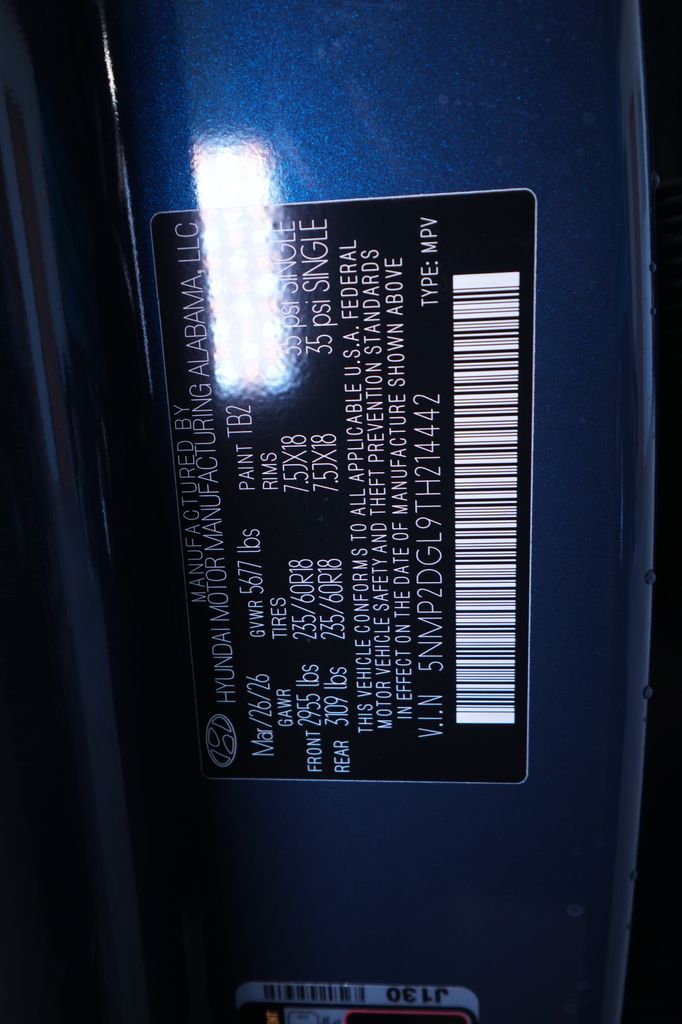 MANUFACTURED BY
HYUNDAI MOTOR MANUFACTURING ALABAMA, LLC
Mar/26/26 GVWR 5677 lbs PAINT TB2
GAWR TIRES RIMS
FRONT 2955 lbs 235/60R18 7.5JX18 35 psi SINGLE
REAR 3109 lbs 235/60R18 7.5JX18 35 psi SINGLE
THIS VEHICLE CONFORMS TO ALL APPLICABLE U.S.A. FEDERAL
MOTOR VEHICLE SAFETY AND THEFT PREVENTION STANDARDS
IN EFFECT ON THE DATE OF MANUFACTURE SHOWN ABOVE
V.I.N 5NMP2DGL9TH214442 TYPE: MPV
J130